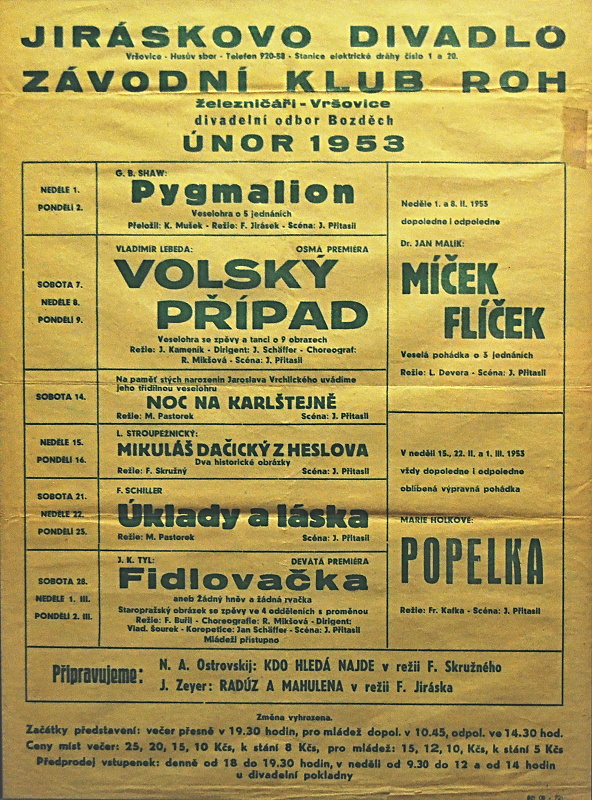 JIRÁSKOVO DIVADLO
Vršovice - Husův sbor - Telefon 920-58 - Stanice elektrické dráhy číslo 1 a 20.
ZÁVODNÍ KLUB ROH
železničáři - Vršovice
divadelní odbor Bozděch
ÚNOR 1953
NEDĚLE 1.
PONDĚLÍ 2.
G. B. SHAW:
Pygmalion
Veselohra o 5 jednáních
Přeložil: K. Mušek - Režie: F. Jirásek - Scéna: J. Přitasil
SOBOTA 7.
NEDĚLE 8.
PONDĚLÍ 9.
VLADIMÍR LEBEDA: OSMÁ PREMIÉRA
VOLSKÝ
PŘÍPAD
Veselohra se zpěvy a tanci o 9 obrazech
Režie: J. Kameník - Dirigent: J. Schäffer - Choreograf:
R. Mikšová - Scéna: J. Přitasil
SOBOTA 14.
Na paměť stých narozenin Jaroslava Vrchlického uvádíme
jeho třídílnou veselohru
NOC NA KARLŠTEJNĚ
Režie: M. Pastorek Scéna: J. Přitasil
NEDĚLE 15.
PONDĚLÍ 16.
L. STROUPEŽNICKÝ:
MIKULÁŠ DAČICKÝ Z HESLOVA
Dva historické obrázky
Režie: F. Skružný Scéna: J. Přitasil
SOBOTA 21.
NEDĚLE 22.
PONDĚLÍ 23.
F. SCHILLER
Úklady a láska
Režie: M. Pastorek Scéna: J. Přitasil
SOBOTA 28.
NEDĚLE 1. III.
PONDĚLÍ 2. III.
J. K. TYL: DEVÁTÁ PREMIÉRA
Fidlovačka
aneb Žádný hněv a žádná rvačka
Staropražský obrázek se zpěvy ve 4 odděleních s proměnou
Režie: F. Buřil - Choreografie: R. Mikšová - Dirigent:
Vlad. Šourek - Korepetice: Jan Schäffer - Scéna: J. Přitasil
Mládeži přístupno
Neděle 1. a 8. II. 1953
dopoledne i odpoledne
Dr. JAN MALÍK:
MÍČEK
FLÍČEK
Veselá pohádka o 3 jednáních
Režie: L. Devera - Scéna: J. Přitasil
V neděli 15., 22. II. a 1. III. 1953
vždy dopoledne i odpoledne
oblíbená výpravná pohádka
MARIE HOLKOVÉ:
POPELKA
Režie: Fr. Kafka - Scéna: J. Přitasil
Připravujeme:
N. A. Ostrovskij: KDO HLEDÁ NAJDE v režii F. Skružného
J. Zeyer: RADÚZ A MAHULENA v režii F. Jiráska
Změna vyhrazena.
Začátky představení: večer přesně v 19.30 hodin, pro mládež dopol. v 10.45, odpol. ve 14.30 hod.
Ceny míst večer: 25, 20, 15, 10 Kčs, k stání 8 Kčs, pro mládež: 15, 12, 10, Kčs, k stání 5 Kčs
Předprodej vstupenek: denně od 18 do 19.30 hodin, v neděli od 9.30 do 12 a od 14 hodin
u divadelní pokladny